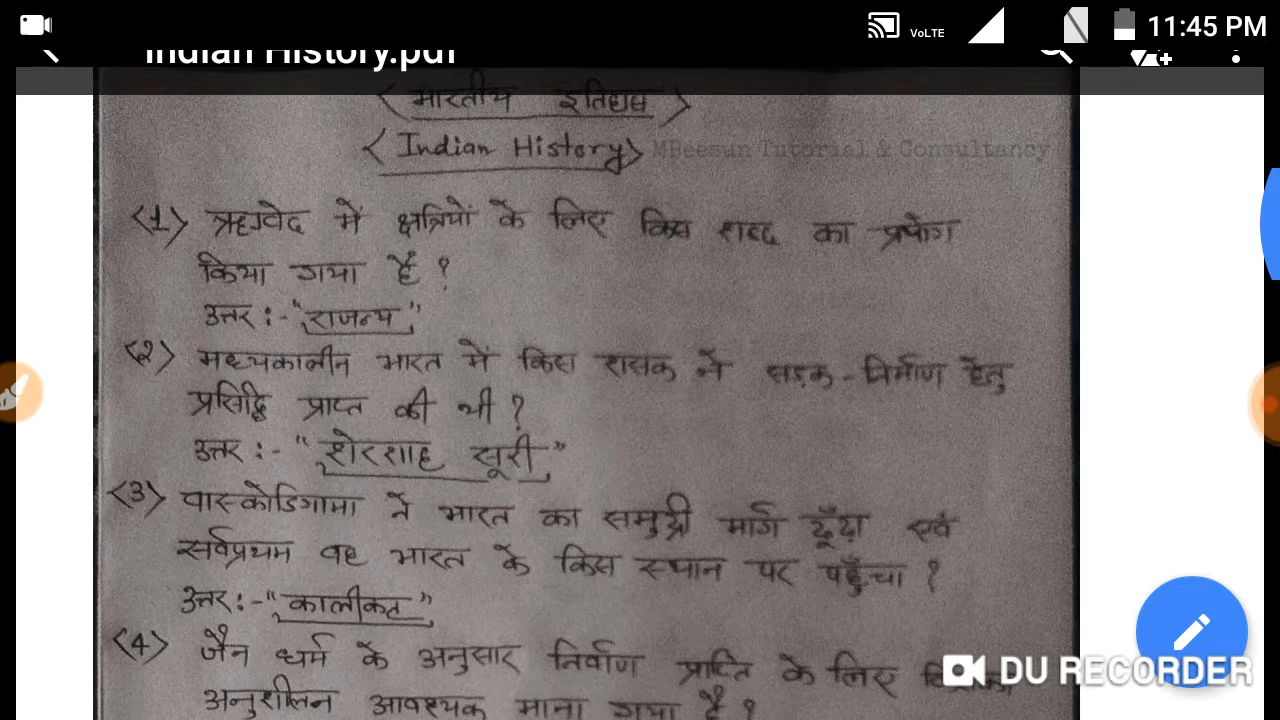 VoLTE 11:45 PM
Indian History.pdf
< भारतीय इतिहास >
< Indian History > MBeesun Tutorial & Consultancy
<1> ऋग्वेद में क्षत्रियों के लिए किस शब्द का प्रयोग
किया गया है ?
उत्तर :- "राजन्य"
<2> मध्यकालीन भारत में किस शासक ने सड़क - निर्माण हेतु
प्रसिद्धि प्राप्त की थी ?
उत्तर :- "शेरशाह सूरी"
<3> वास्कोडिगामा ने भारत का समुद्री मार्ग ढूँढ़ा एवं
सर्वप्रथम वह भारत के किस स्थान पर पहुँचा ?
उत्तर :- "कालीकत"
<4> जैन धर्म के अनुसार निर्वाण प्राप्ति के लिए
अनुशीलन आवश्यक माना गया है ?
DU RECORDER